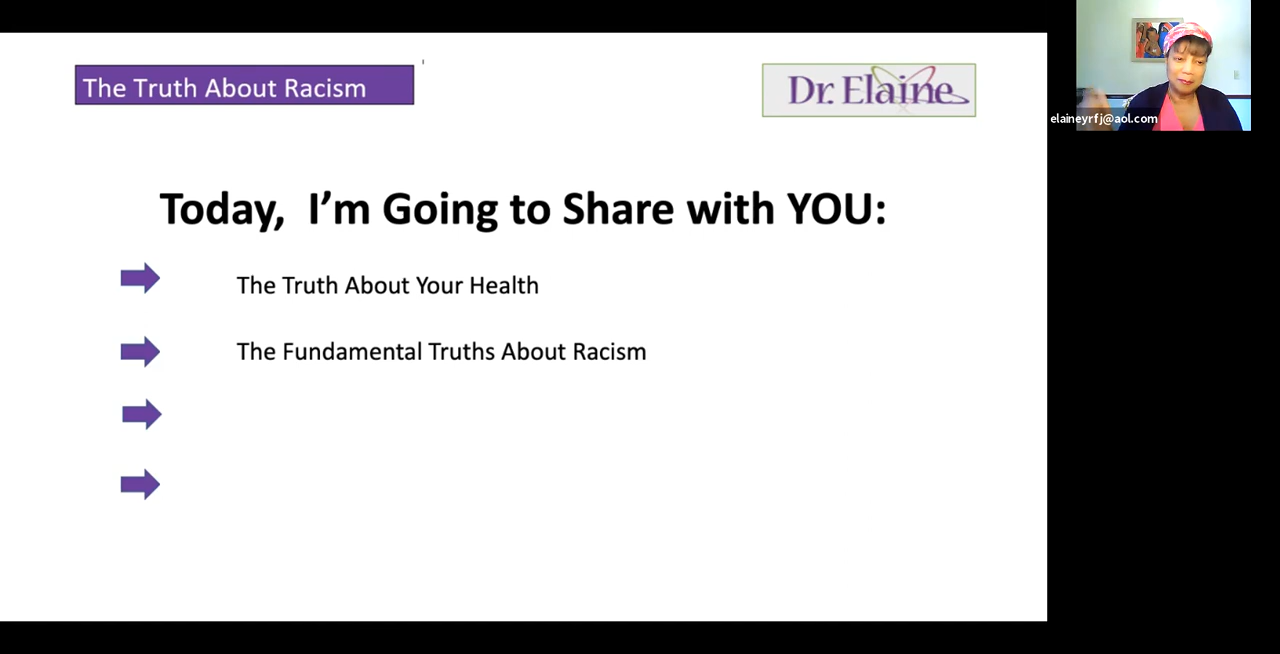 The Truth About Racism
Dr. Elaine
elaineyrfj@aol.com
Today, I'm Going to Share with YOU:
The Truth About Your Health
The Fundamental Truths About Racism